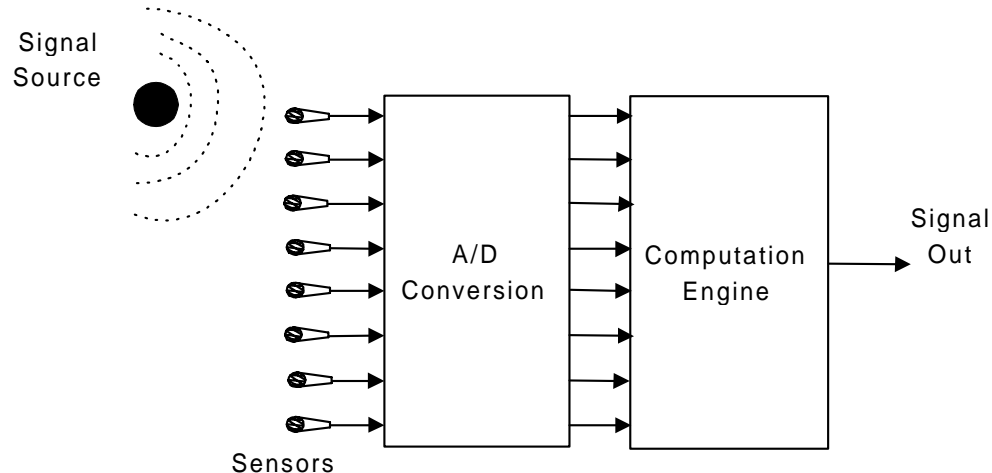 Signal
Source
A/D
Conversion
Computation
Engine
Signal
Out
Sensors